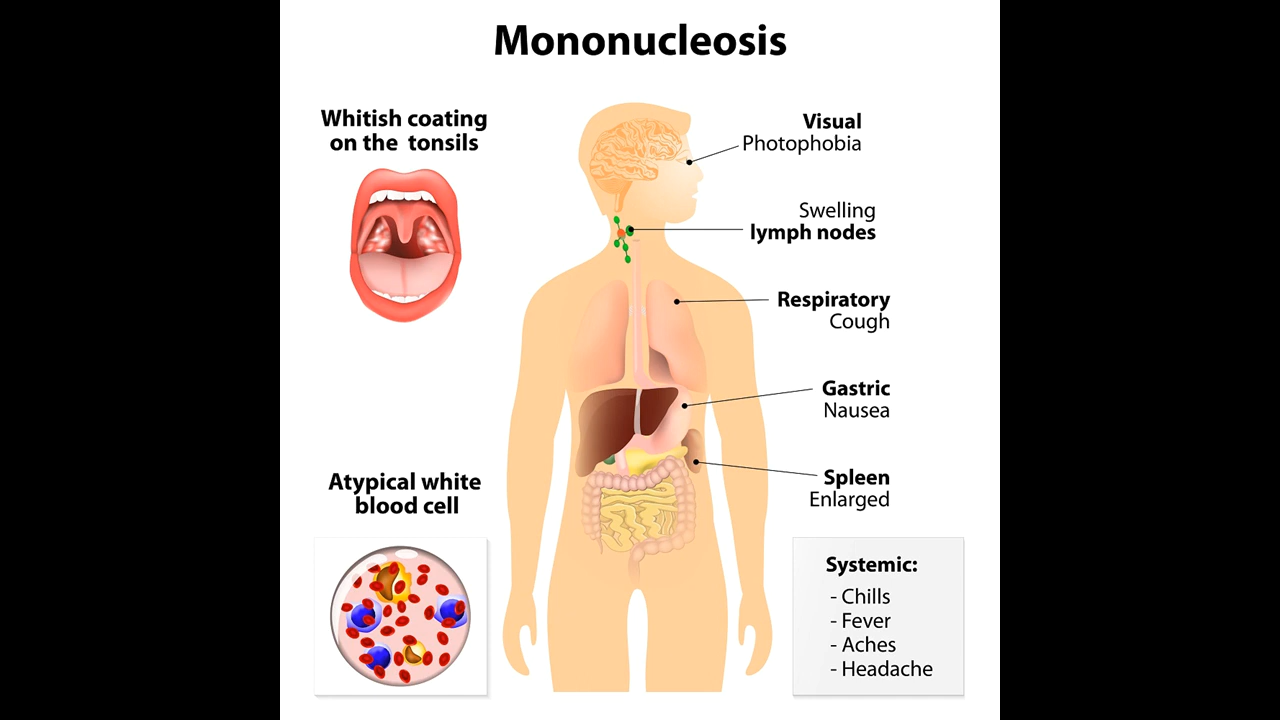 Mononucleosis
Whitish coating
on the tonsils
Visual
Photophobia
Swelling
lymph nodes
Respiratory
Cough
Gastric
Nausea
Spleen
Enlarged
Atypical white
blood cell
Systemic:
- Chills
- Fever
- Aches
- Headache